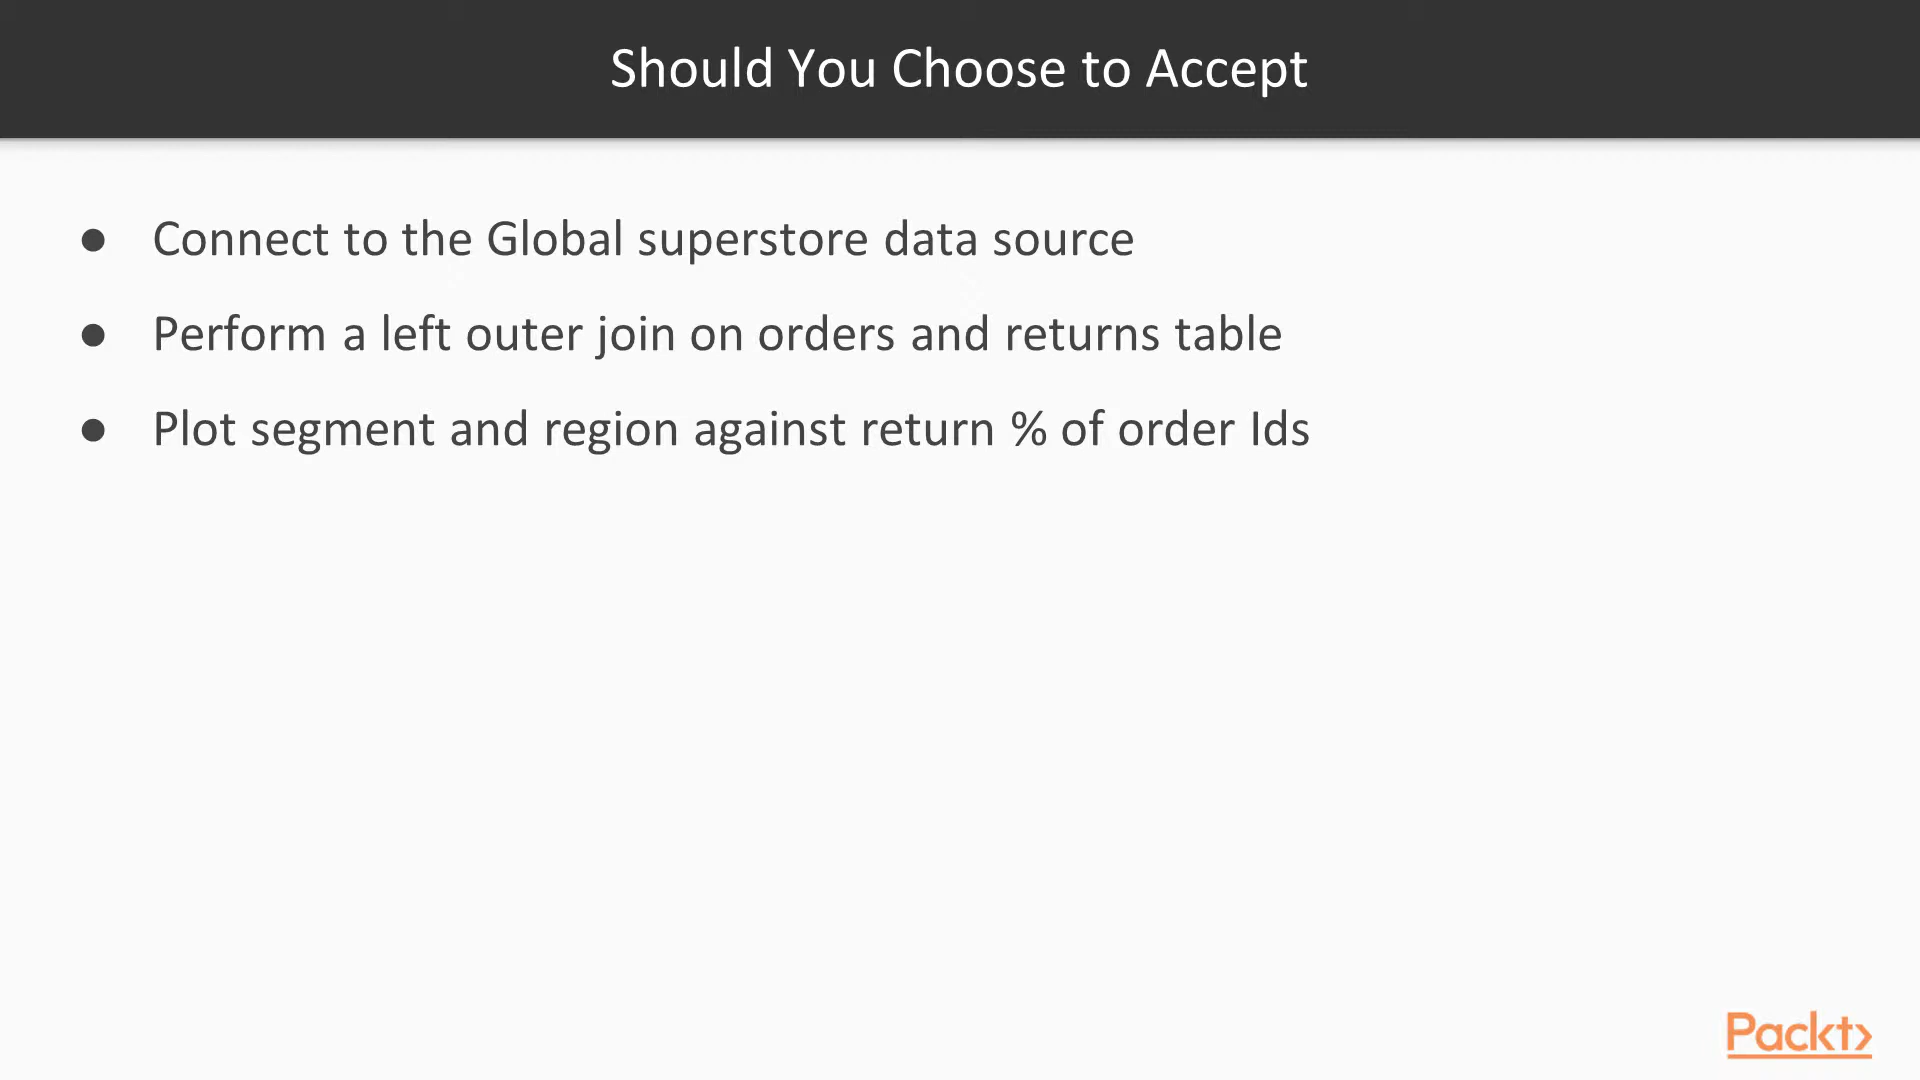 Should You Choose to Accept
● Connect to the Global superstore data source
● Perform a left outer join on orders and returns table
● Plot segment and region against return % of order Ids
Packt>